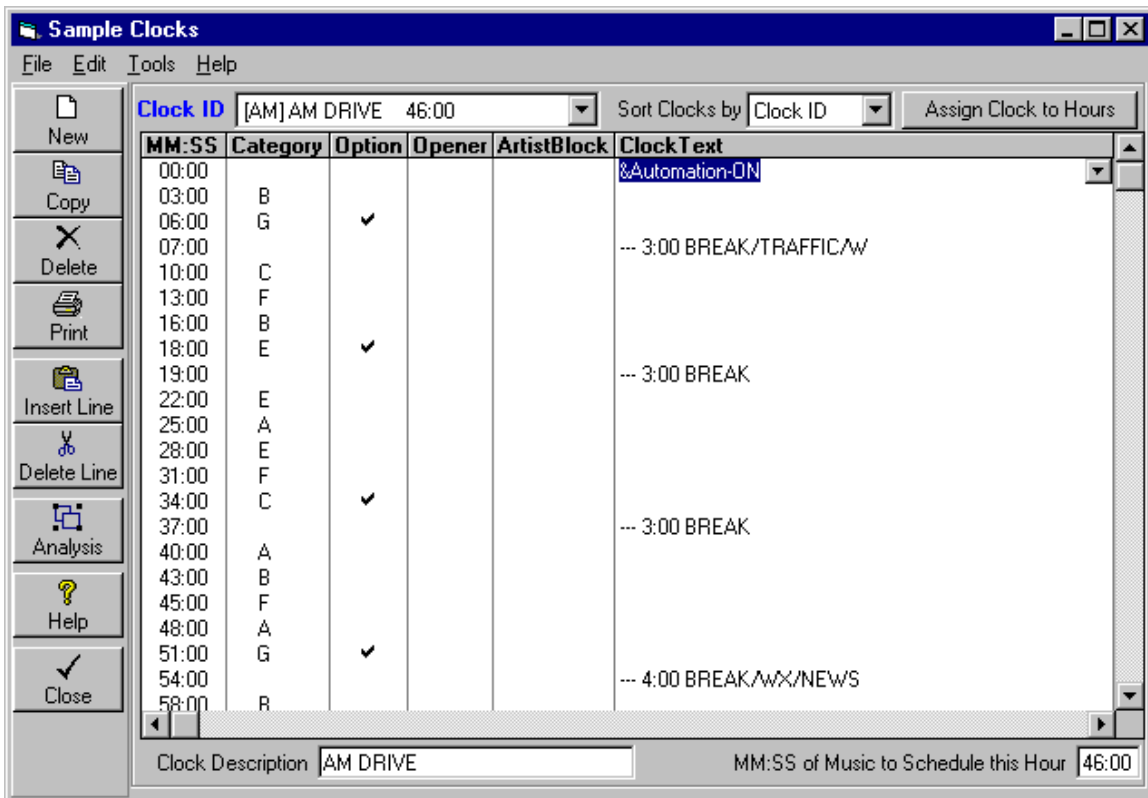 Sample Clocks
File Edit Tools Help
New
Copy
Delete
Print
Insert Line
Delete Line
Analysis
Help
Close
Clock ID [AM] AM DRIVE 46:00 Sort Clocks by Clock ID Assign Clock to Hours
MM:SS Category Option Opener ArtistBlock ClockText
00:00 &Automation-ON
03:00 B
06:00 G ✔
07:00 --- 3:00 BREAK/TRAFFIC/W
10:00 C
13:00 F
16:00 B
18:00 E ✔
19:00 --- 3:00 BREAK
22:00 E
25:00 A
28:00 E
31:00 F
34:00 C ✔
37:00 --- 3:00 BREAK
40:00 A
43:00 B
45:00 F
48:00 A
51:00 G ✔
54:00 --- 4:00 BREAK/WX/NEWS
58:00 B
Clock Description AM DRIVE MM:SS of Music to Schedule this Hour 46:00